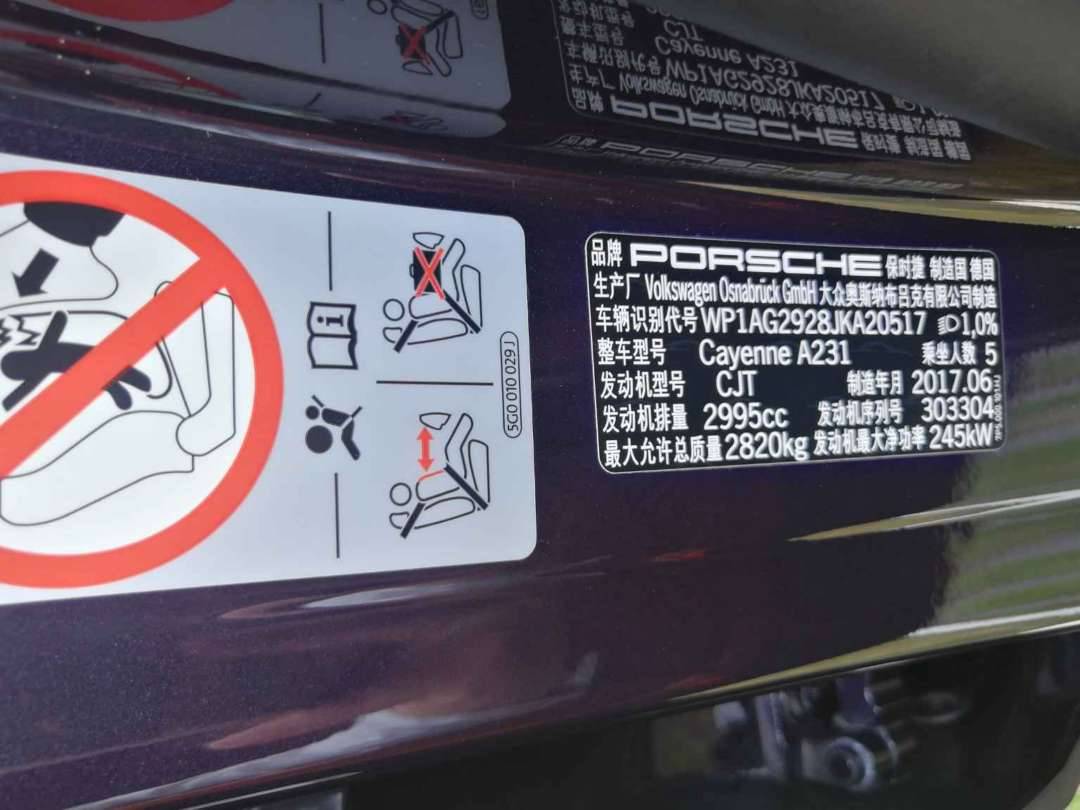 品牌 PORSCHE 保时捷 制造国 德国
生产厂 Volkswagen Osnabrück GmbH 大众奥斯纳布吕克有限公司制造
车辆识别代号 WP1AG2928JKA20517 1,0%
整车型号 Cayenne A231 乘坐人数 5
发动机型号 CJT 制造年月 2017.06
发动机排量 2995cc 发动机序列号 303304
最大允许总质量 2820kg 发动机最大净功率 245kW
5G0 010 029 J